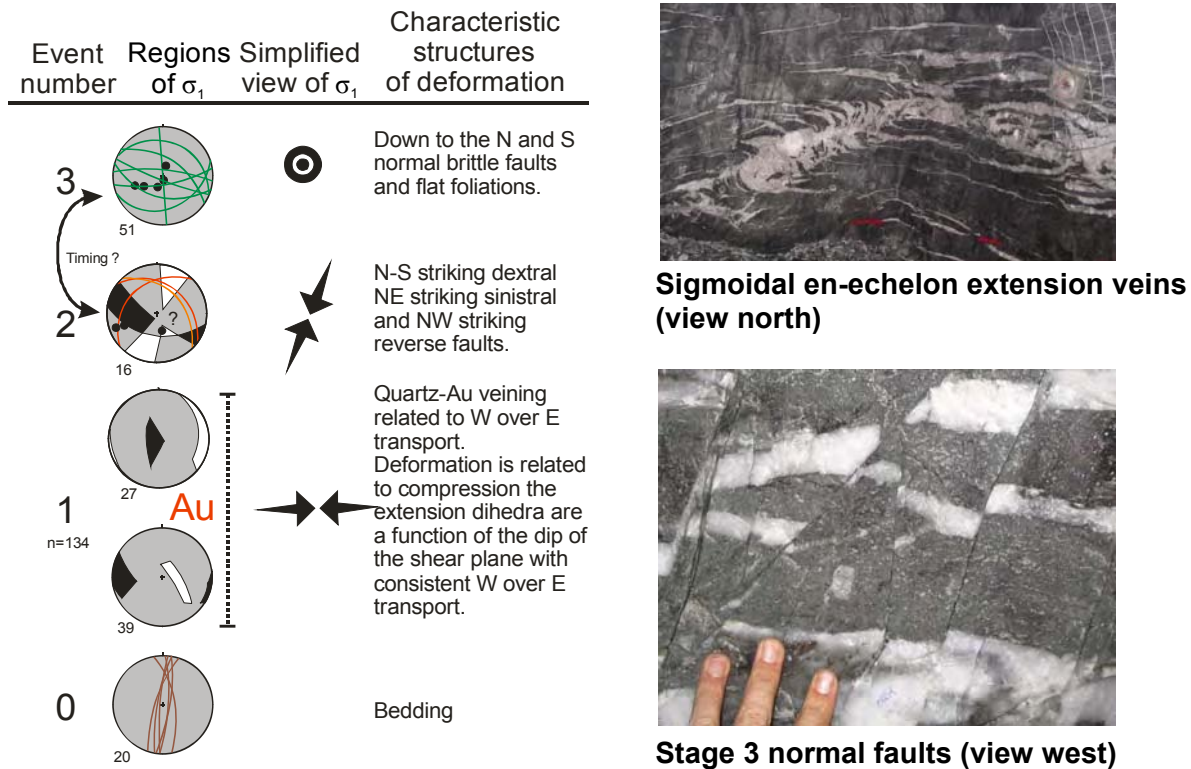 Event number
Regions of σ1
Simplified view of σ1
Characteristic structures of deformation
3
51
Down to the N and S
normal brittle faults
and flat foliations.
Timing ?
2
?
16
N-S striking dextral
NE striking sinistral
and NW striking
reverse faults.
1
n=134
27
Au
39
Quartz-Au veining
related to W over E
transport.
Deformation is related
to compression the
extension dihedra are
a function of the dip of
the shear plane with
consistent W over E
transport.
0
20
Bedding
Sigmoidal en-echelon extension veins
(view north)
Stage 3 normal faults (view west)